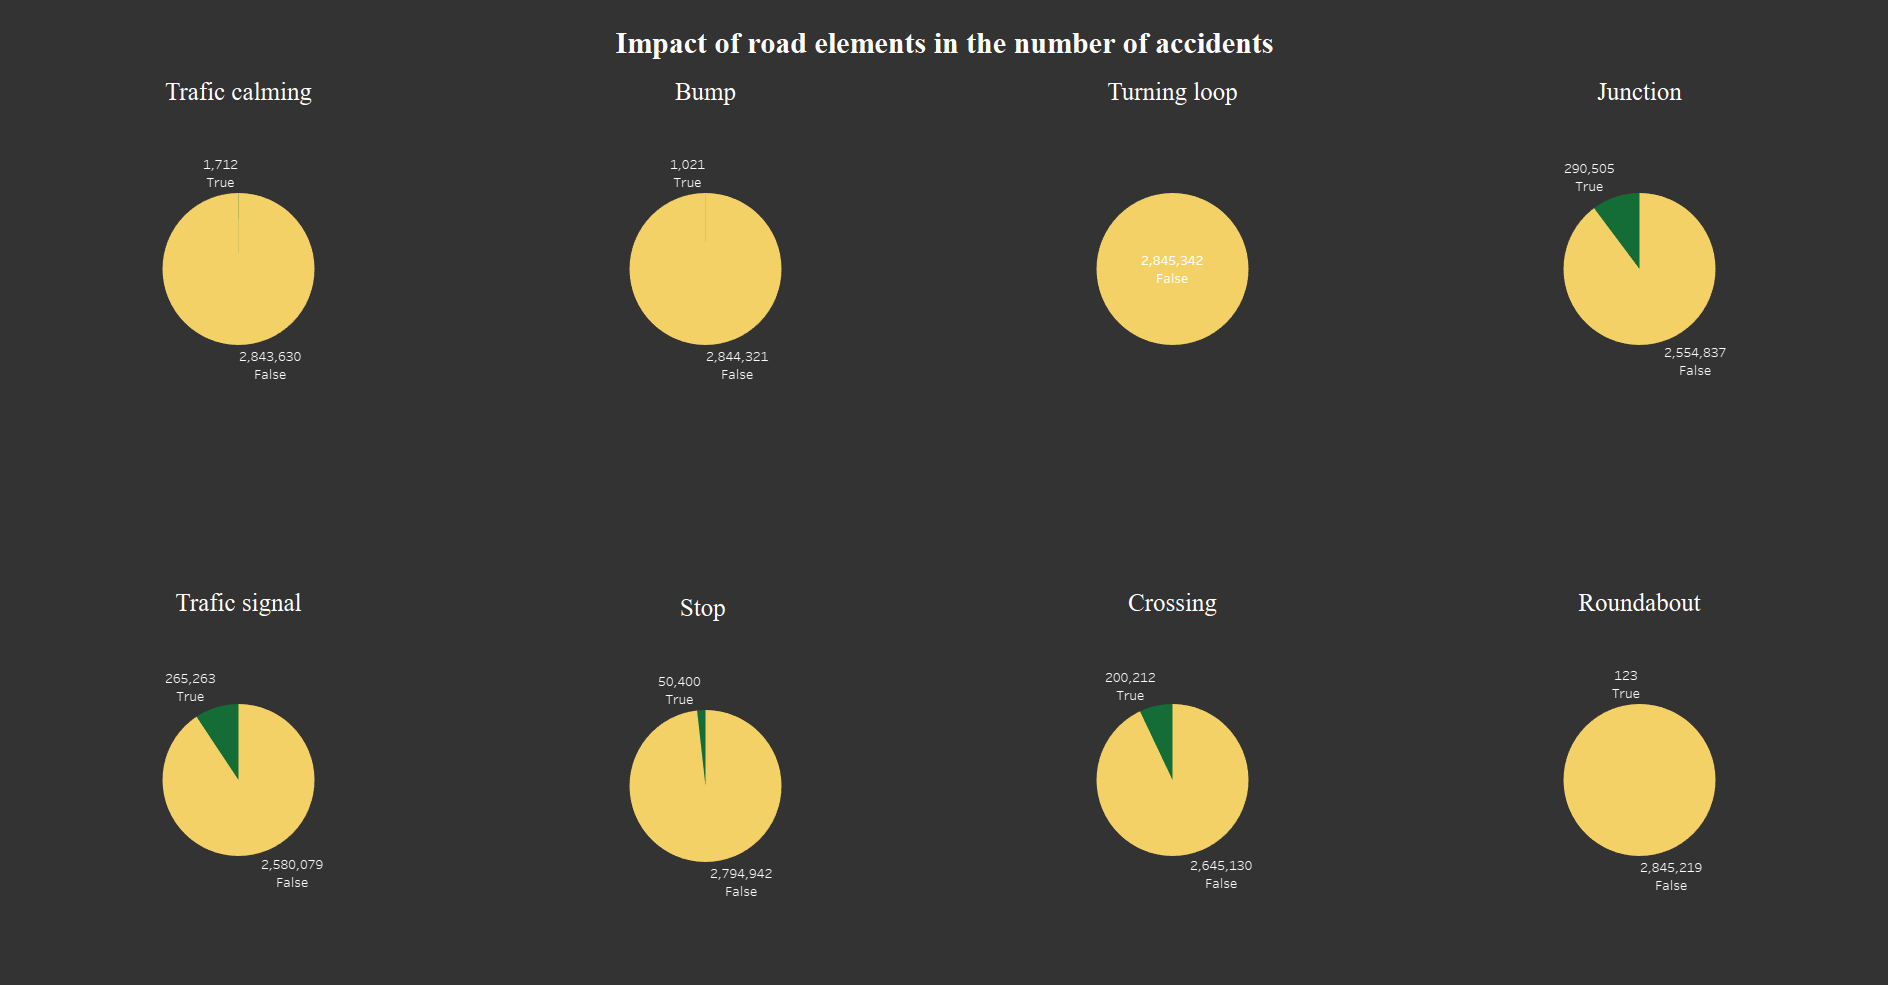 Impact of road elements in the number of accidents
Trafic calming
1,712
True
2,843,630
False
Bump
1,021
True
2,844,321
False
Turning loop
2,845,342
False
Junction
290,505
True
2,554,837
False
Trafic signal
265,263
True
2,580,079
False
Stop
50,400
True
2,794,942
False
Crossing
200,212
True
2,645,130
False
Roundabout
123
True
2,845,219
False